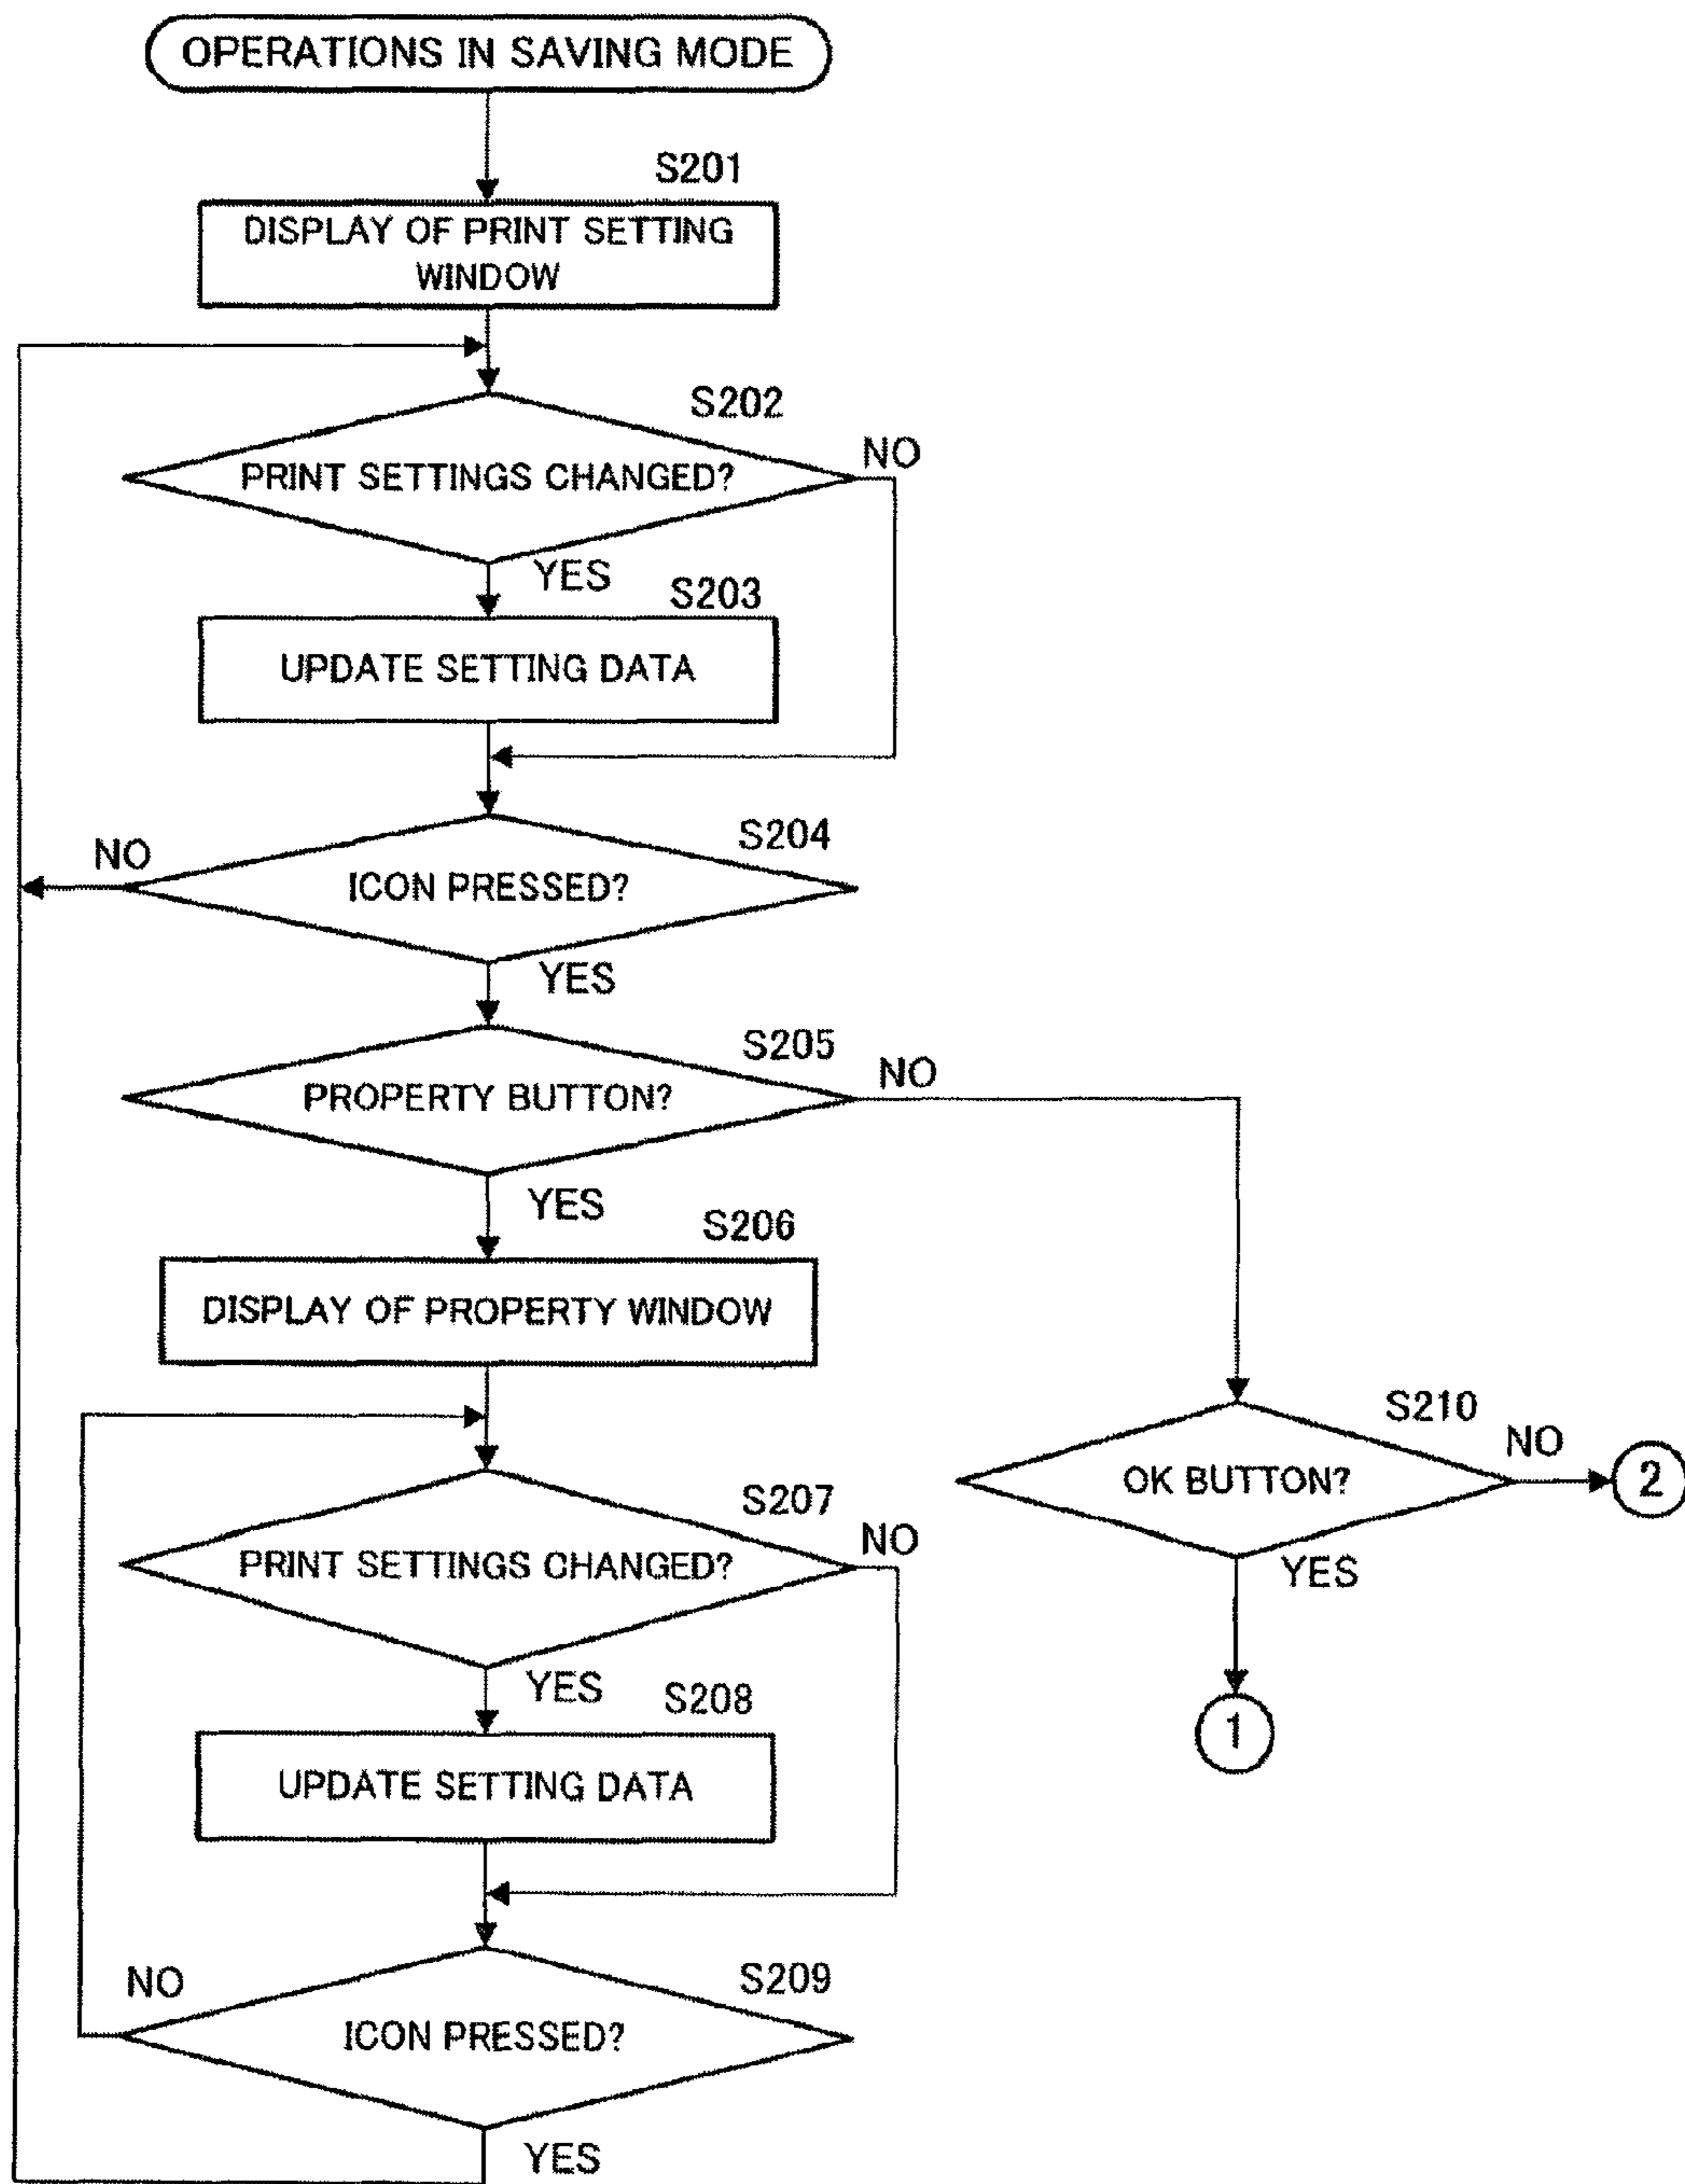 OPERATIONS IN SAVING MODE
S201
DISPLAY OF PRINT SETTING
WINDOW
S202
PRINT SETTINGS CHANGED?
NO
YES
S203
UPDATE SETTING DATA
S204
NO
ICON PRESSED?
YES
S205
PROPERTY BUTTON?
NO
YES
S206
DISPLAY OF PROPERTY WINDOW
S210
OK BUTTON?
NO
2
YES
1
S207
PRINT SETTINGS CHANGED?
NO
YES
S208
UPDATE SETTING DATA
S209
NO
ICON PRESSED?
YES